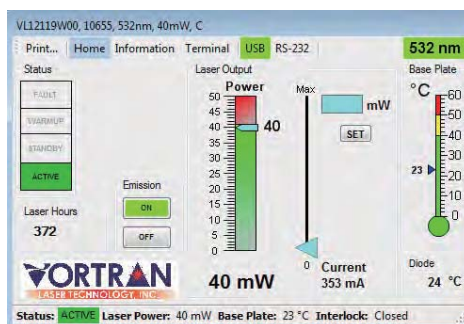 VL12119W00, 10655, 532nm, 40mW, C
Print... Home Information Terminal USB RS-232 532 nm
Status
FAULT
WARMUP
STANDBY
ACTIVE
Laser Hours
372
Emission
ON
OFF
Laser Output
Power
50
45
40
35
30
25
20
15
10
5
0
40
40 mW
Max
0
mW
SET
Current
353 mA
Base Plate
°C
60
50
40
30
20
10
0
23
Diode
24 °C
VORTRAN
LASER TECHNOLOGY, INC.
Status: ACTIVE Laser Power: 40 mW Base Plate: 23 °C Interlock: Closed